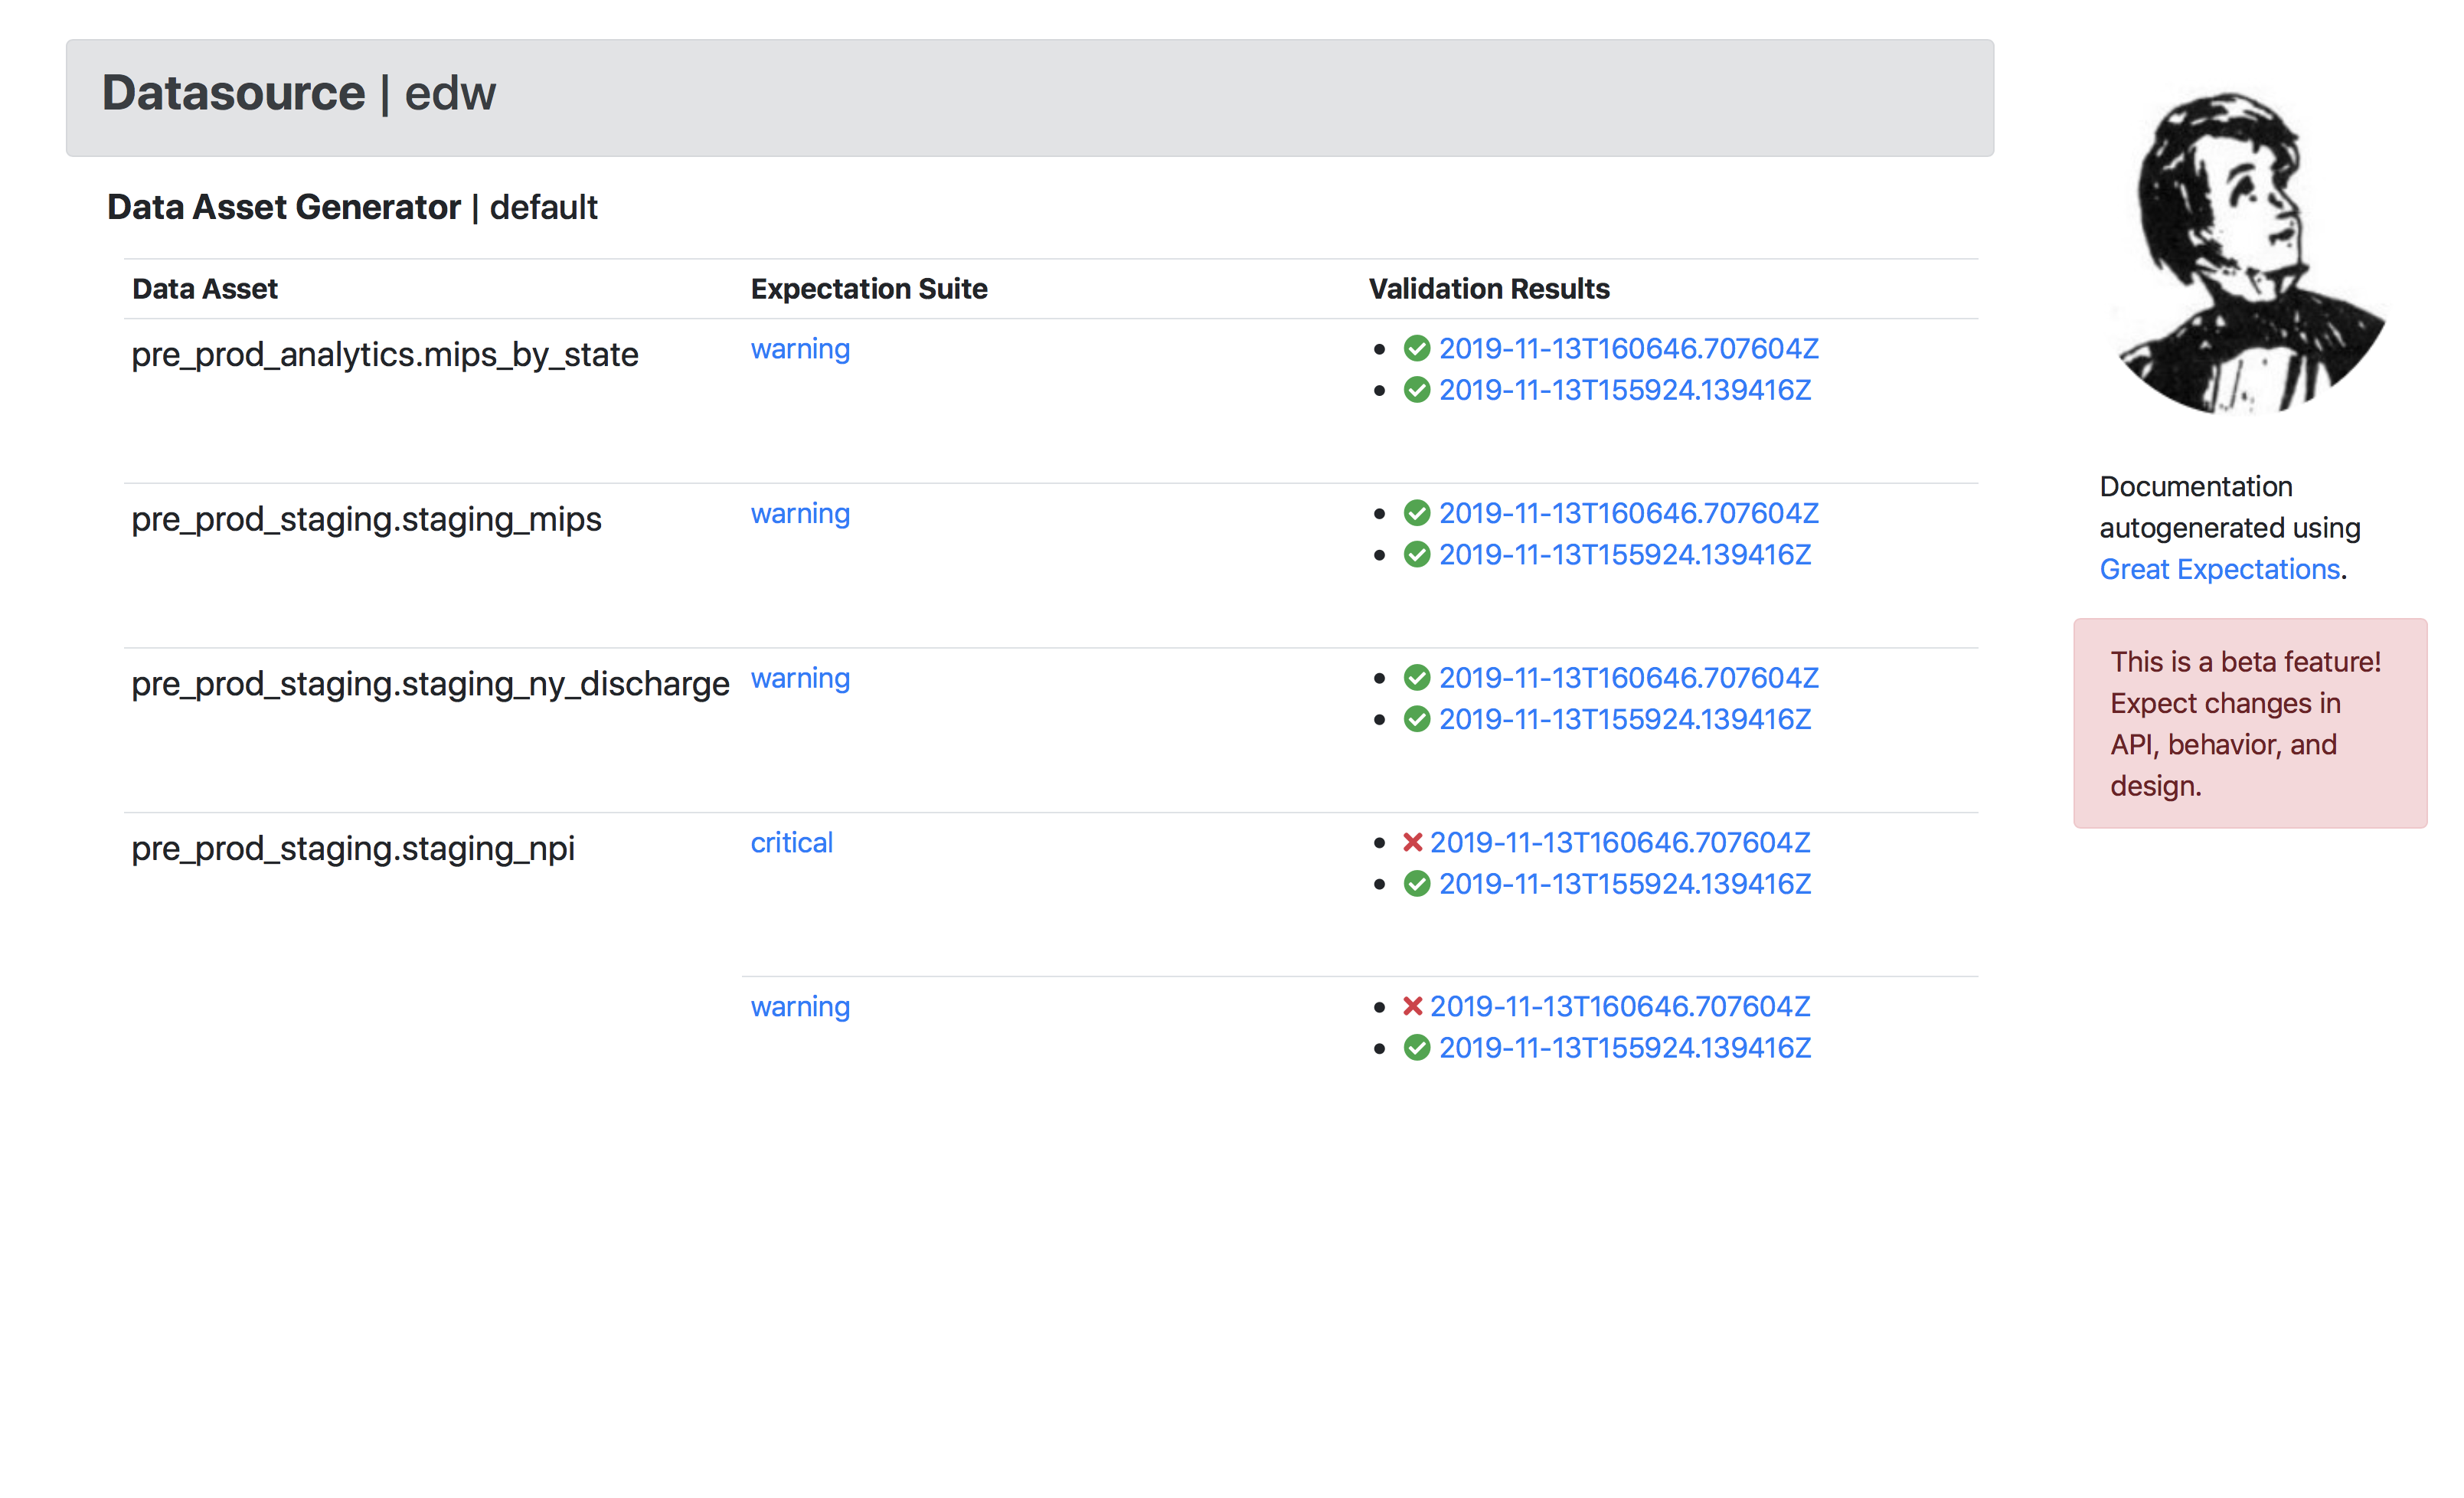 Datasource | edw
Data Asset Generator | default
Data Asset Expectation Suite Validation Results
pre_prod_analytics.mips_by_state warning 2019-11-13T160646.707604Z
2019-11-13T155924.139416Z
pre_prod_staging.staging_mips warning 2019-11-13T160646.707604Z
2019-11-13T155924.139416Z
pre_prod_staging.staging_ny_discharge warning 2019-11-13T160646.707604Z
2019-11-13T155924.139416Z
pre_prod_staging.staging_npi critical 2019-11-13T160646.707604Z
2019-11-13T155924.139416Z
warning 2019-11-13T160646.707604Z
2019-11-13T155924.139416Z
Documentation
autogenerated using
Great Expectations.
This is a beta feature!
Expect changes in
API, behavior, and
design.